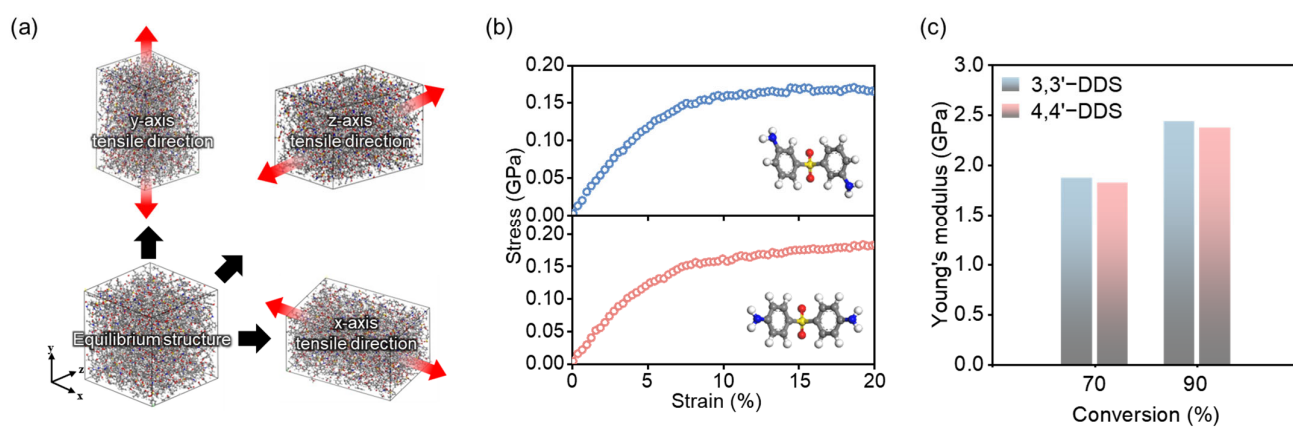 (a)
y-axis
tensile direction
z-axis
tensile direction
Equilibrium structure
x-axis
tensile direction
y
z
x
(b)
Stress (GPa)
0.20
0.15
0.10
0.05
0.00
0.20
0.15
0.10
0.05
0.00
0
5
10
15
20
Strain (%)
(c)
Young's modulus (GPa)
3.0
2.5
2.0
1.5
1.0
0.5
0.0
3,3'−DDS
4,4'−DDS
70
90
Conversion (%)